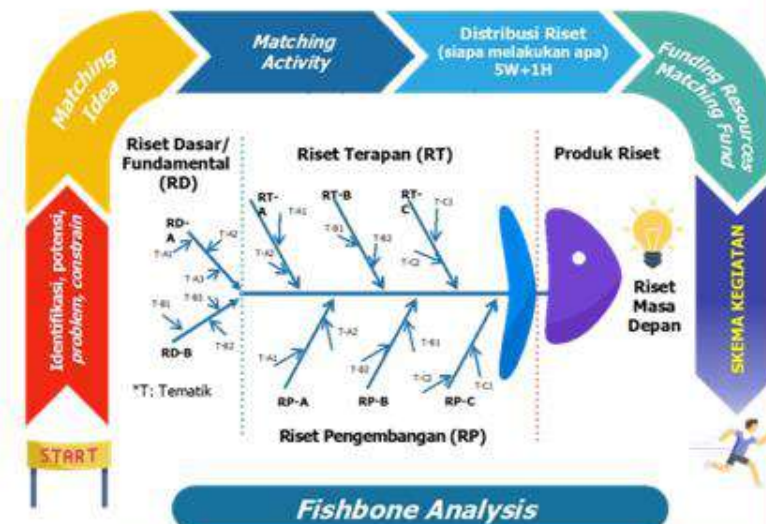 Matching
Idea
Matching
Activity
Distribusi Riset
(siapa melakukan apa)
5W+1H
Funding Resources
Matching Fund
Identifikasi, potensi,
problem, constrain
START
SKEMA KEGIATAN
Riset Dasar/
Fundamental
(RD)
Riset Terapan (RT)
Produk Riset
RD-
A
T-A1
T-A2
T-A3
T-B1
T-B3
T-B2
RD-B
RT-
A
T-A1
T-A2
RT-B
T-B1
T-B2
RT-
C
T-C3
T-C2
T-A1
T-A2
RP-A
T-B3
T-B1
RP-B
T-C2
T-C1
RP-C
*T: Tematik
Riset Pengembangan (RP)
Riset
Masa
Depan
Fishbone Analysis